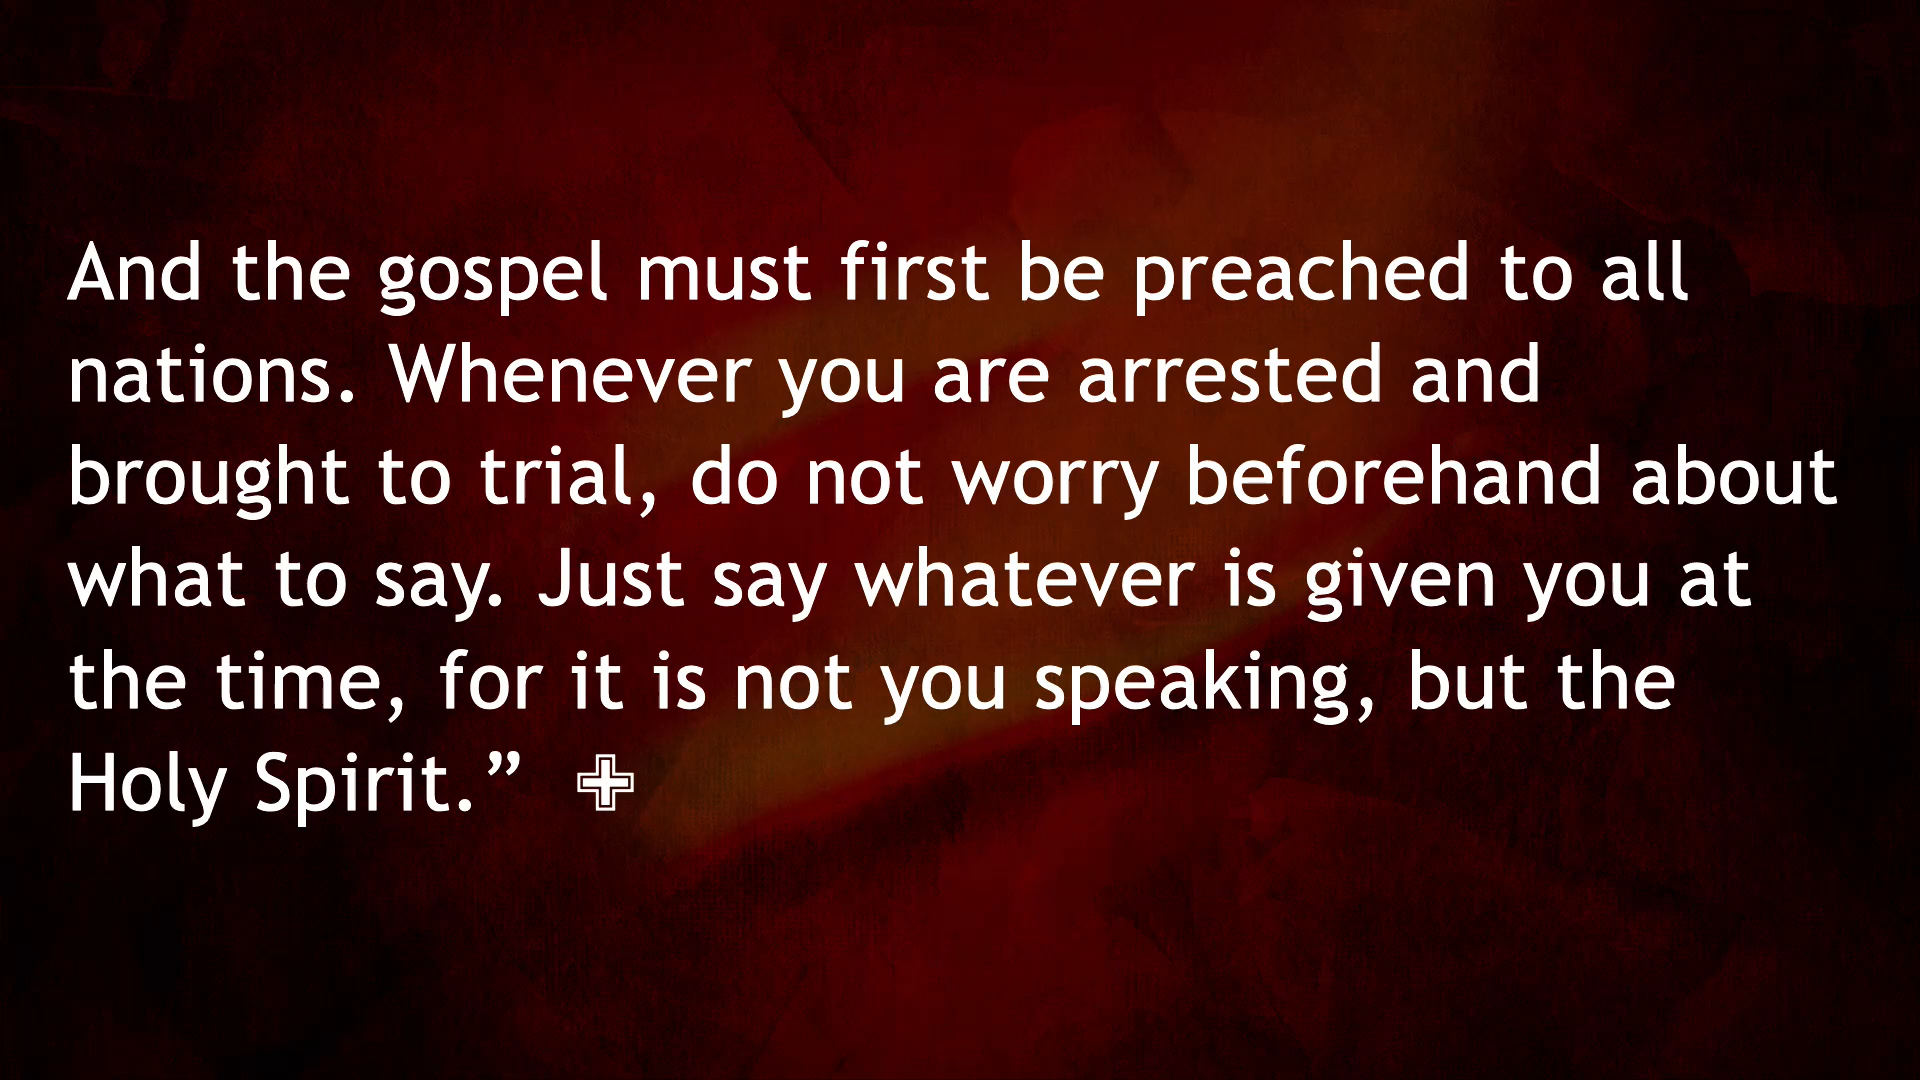 And the gospel must first be preached to all
nations. Whenever you are arrested and
brought to trial, do not worry beforehand about
what to say. Just say whatever is given you at
the time, for it is not you speaking, but the
Holy Spirit.” ✙